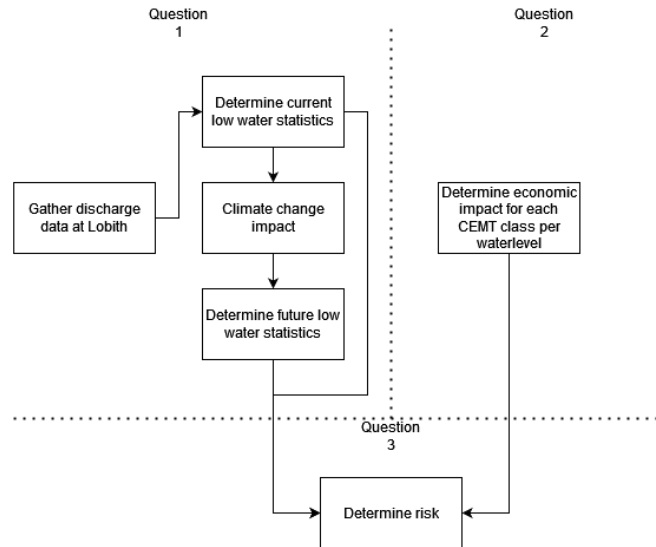 Question
1
Question
2
Determine current
low water statistics
Gather discharge
data at Lobith
Climate change
impact
Determine economic
impact for each
CEMT class per
waterlevel
Determine future low
water statistics
Question
3
Determine risk